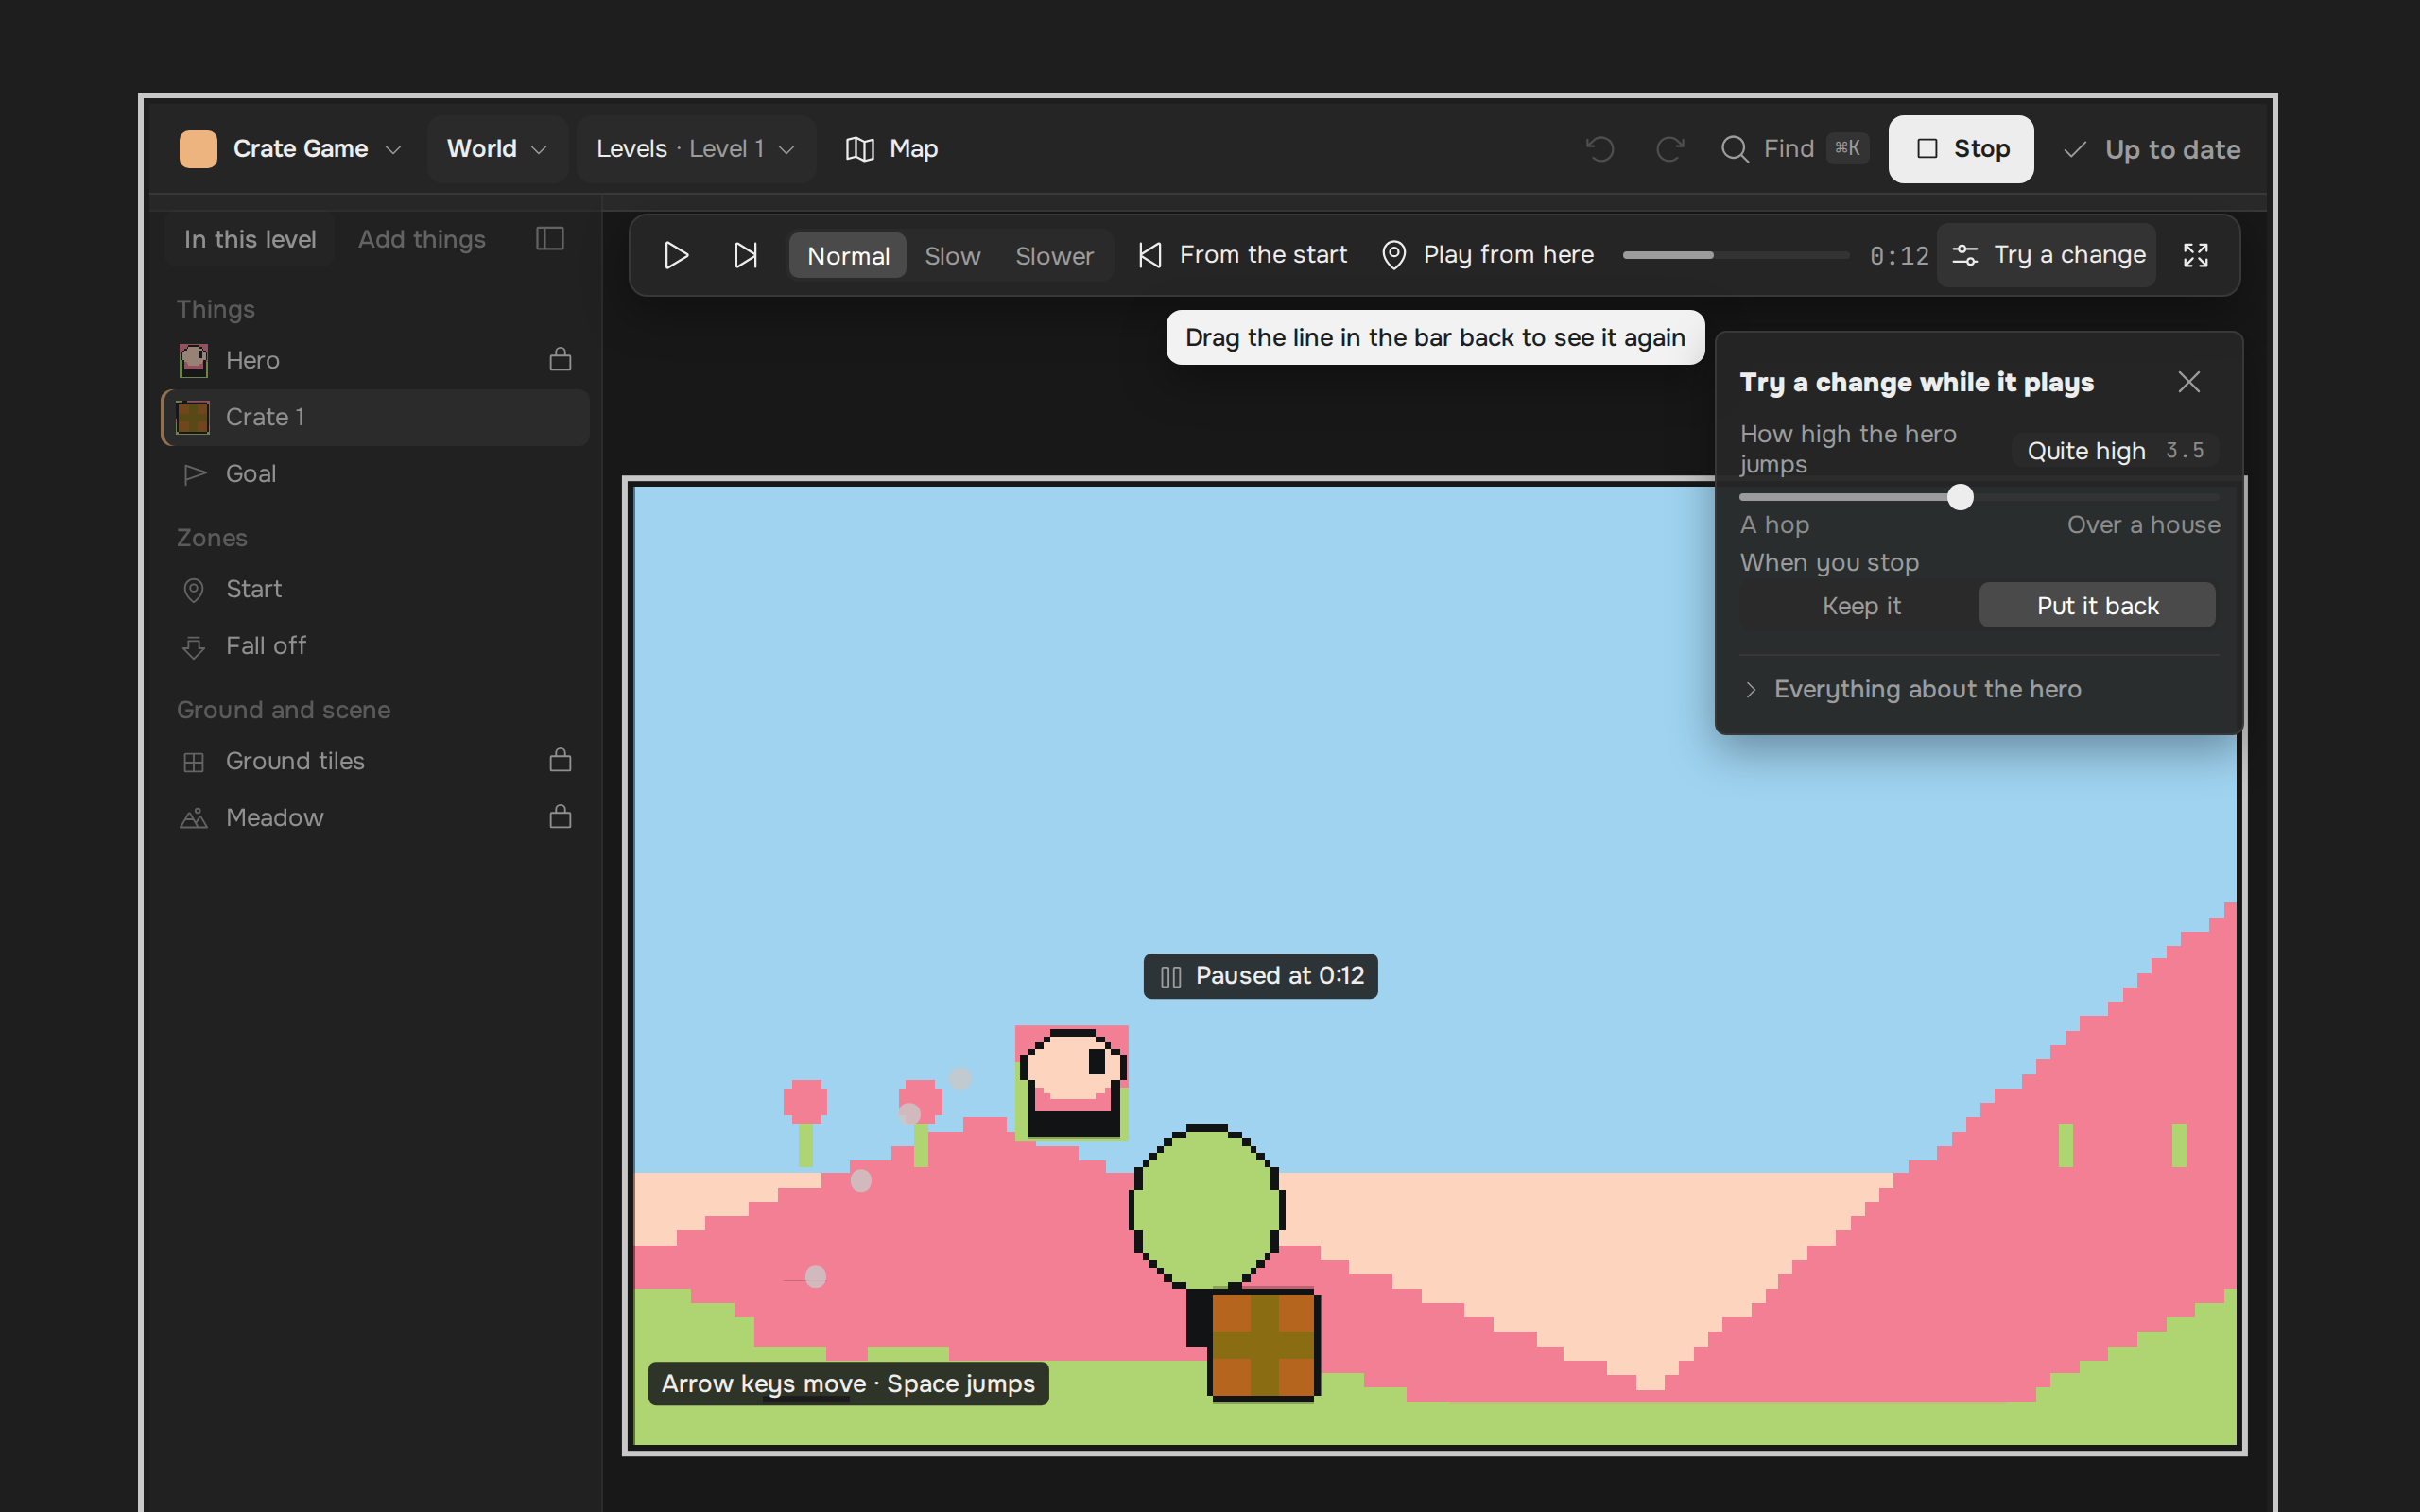 Crate Game
World
Levels · Level 1
Map
Find
⌘K
Stop
Up to date
In this level
Add things
Normal
Slow
Slower
From the start
Play from here
0:12
Try a change
Things
Hero
Crate 1
Goal
Zones
Start
Fall off
Ground and scene
Ground tiles
Meadow
Drag the line in the bar back to see it again
Try a change while it plays
How high the hero
jumps
Quite high
3.5
A hop
Over a house
When you stop
Keep it
Put it back
Everything about the hero
Paused at 0:12
Arrow keys move · Space jumps